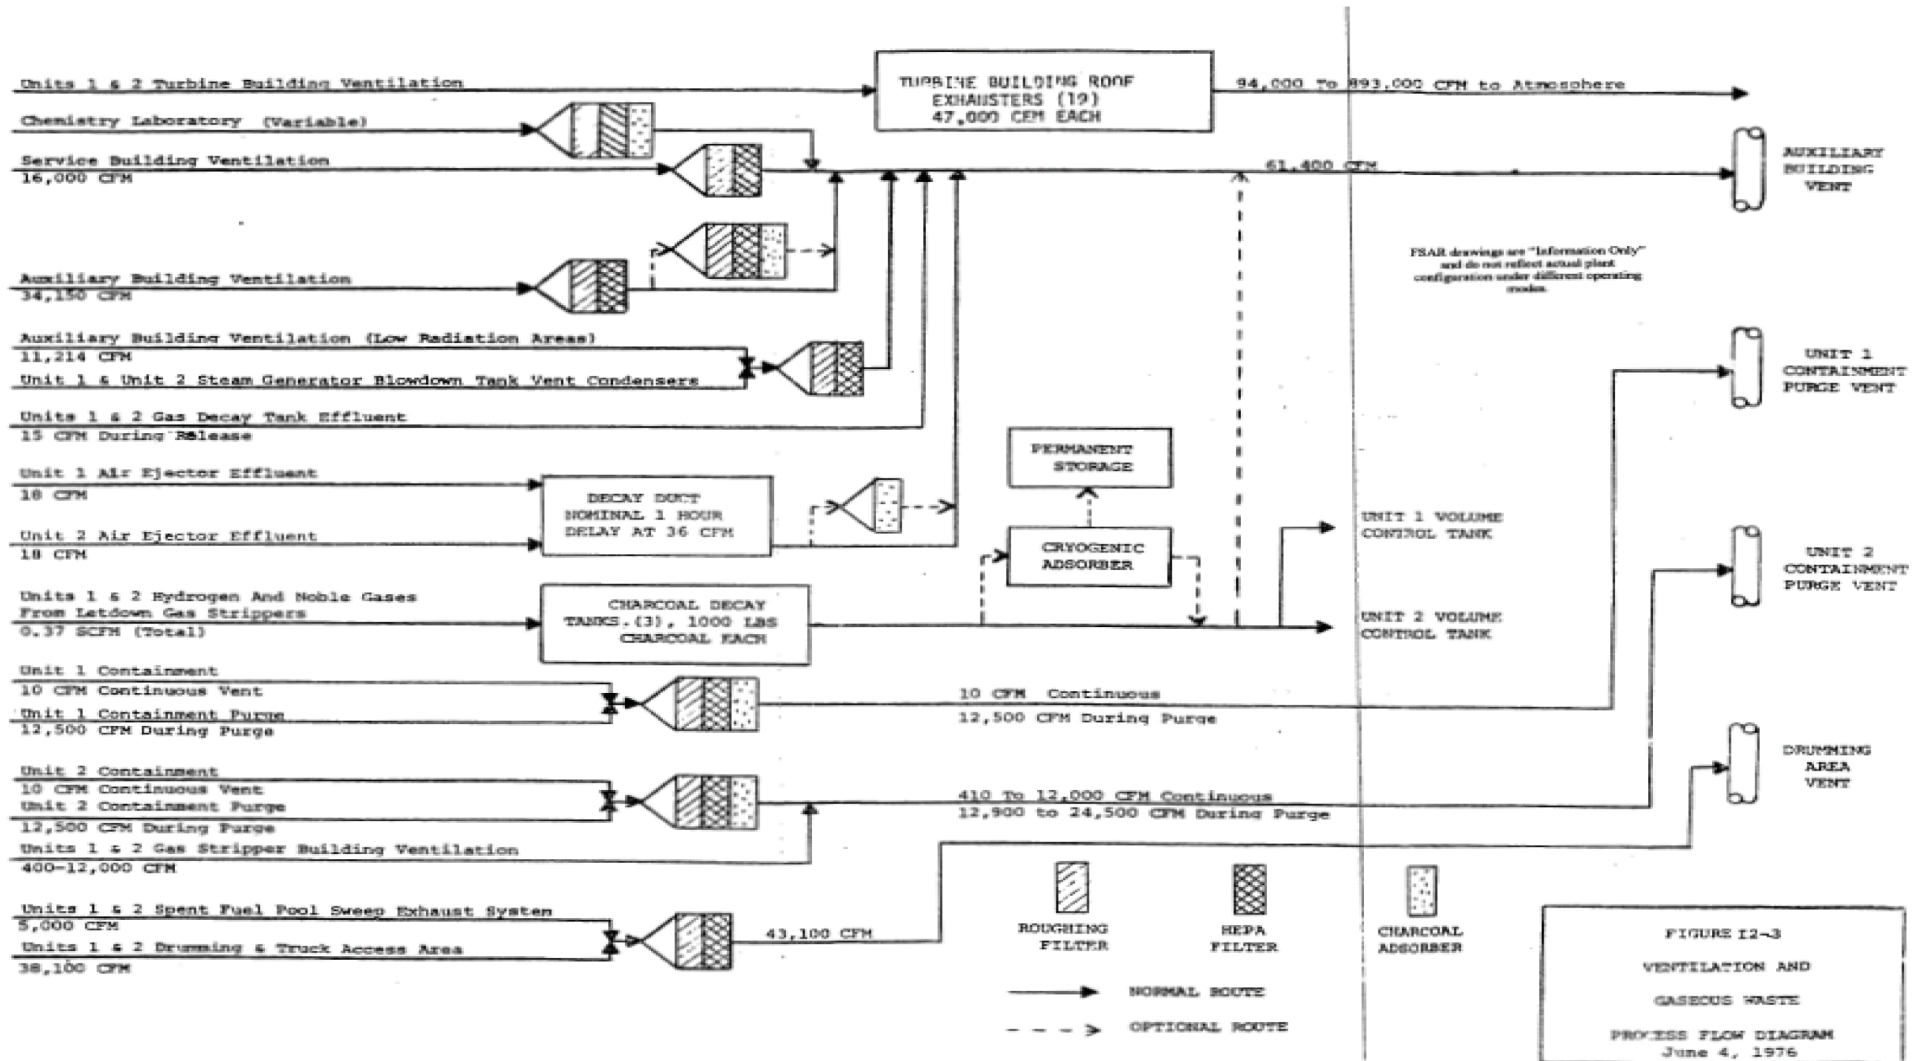 Units 1 & 2 Turbine Building Ventilation
TURBINE BUILDING ROOF
EXHAUSTERS (19)
47,000 CFM EACH
94,000 To 893,000 CFM to Atmosphere
Chemistry Laboratory (Variable)
Service Building Ventilation
16,000 CFM
61,400 CFM
AUXILIARY
BUILDING
VENT
FSAR drawings are "Information Only"
and do not reflect actual plant
configuration under different operating
modes.
Auxiliary Building Ventilation
34,150 CFM
Auxiliary Building Ventilation (Low Radiation Areas)
11,214 CFM
Unit 1 & Unit 2 Steam Generator Blowdown Tank Vent Condensers
UNIT 1
CONTAINMENT
PURGE VENT
Units 1 & 2 Gas Decay Tank Effluent
15 CFM During Release
Unit 1 Air Ejector Effluent
18 CFM
Unit 2 Air Ejector Effluent
18 CFM
DECAY DUCT
NOMINAL 1 HOUR
DELAY AT 36 CFM
PERMANENT
STORAGE
CRYOGENIC
ADSORBER
UNIT 1 VOLUME
CONTROL TANK
UNIT 2
CONTAINMENT
PURGE VENT
Units 1 & 2 Hydrogen And Noble Gases
From Letdown Gas Strippers
0.37 SCFM (Total)
CHARCOAL DECAY
TANKS.(3), 1000 LBS
CHARCOAL EACH
UNIT 2 VOLUME
CONTROL TANK
Unit 1 Containment
10 CFM Continuous Vent
Unit 1 Containment Purge
12,500 CFM During Purge
10 CFM Continuous
12,500 CFM During Purge
Unit 2 Containment
10 CFM Continuous Vent
Unit 2 Containment Purge
12,500 CFM During Purge
410 To 12,000 CFM Continuous
12,900 to 24,500 CFM During Purge
DRUMMING
AREA
VENT
Units 1 & 2 Gas Stripper Building Ventilation
400-12,000 CFM
Units 1 & 2 Spent Fuel Pool Sweep Exhaust System
5,000 CFM
Units 1 & 2 Drumming & Truck Access Area
38,100 CFM
43,100 CFM
ROUGHING
FILTER
HEPA
FILTER
CHARCOAL
ADSORBER
NORMAL ROUTE
OPTIONAL ROUTE
FIGURE 12-3
VENTILATION AND
GASEOUS WASTE
PROCESS FLOW DIAGRAM
June 4, 1976